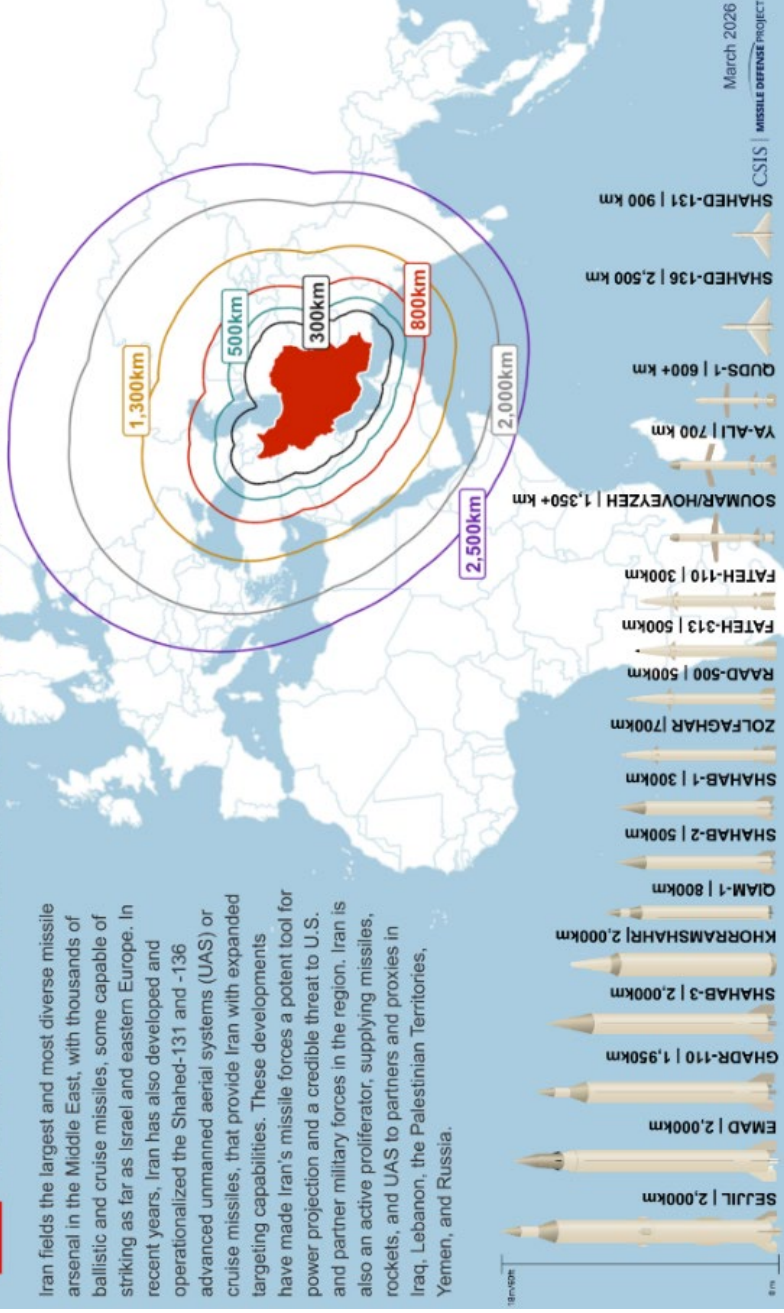 Iran fields the largest and most diverse missile
arsenal in the Middle East, with thousands of
ballistic and cruise missiles, some capable of
striking as far as Israel and eastern Europe. In
recent years, Iran has also developed and
operationalized the Shahed-131 and -136
advanced unmanned aerial systems (UAS) or
cruise missiles, that provide Iran with expanded
targeting capabilities. These developments
have made Iran's missile forces a potent tool for
power projection and a credible threat to U.S.
and partner military forces in the region. Iran is
also an active proliferator, supplying missiles,
rockets, and UAS to partners and proxies in
Iraq, Lebanon, the Palestinian Territories,
Yemen, and Russia.
1,300km
500km
300km
800km
2,000km
2,500km
SEJJIL | 2,000km
EMAD | 2,000km
GHADR-110 | 1,950km
SHAHAB-3 | 2,000km
KHORRAMSHAHR| 2,000km
QIAM-1 | 800km
SHAHAB-2 | 500km
SHAHAB-1 | 300km
ZOLFAGHAR |700km
RAAD-500 | 500km
FATEH-313 | 500km
FATEH-110 | 300km
SOUMAR/HOVEYZEH | 1,350+ km
YA-ALI | 700 km
QUDS-1 | 600+ km
SHAHED-136 | 2,500 km
SHAHED-131 | 900 km
0 m
March 2026
CSIS | MISSILE DEFENSE PROJECT